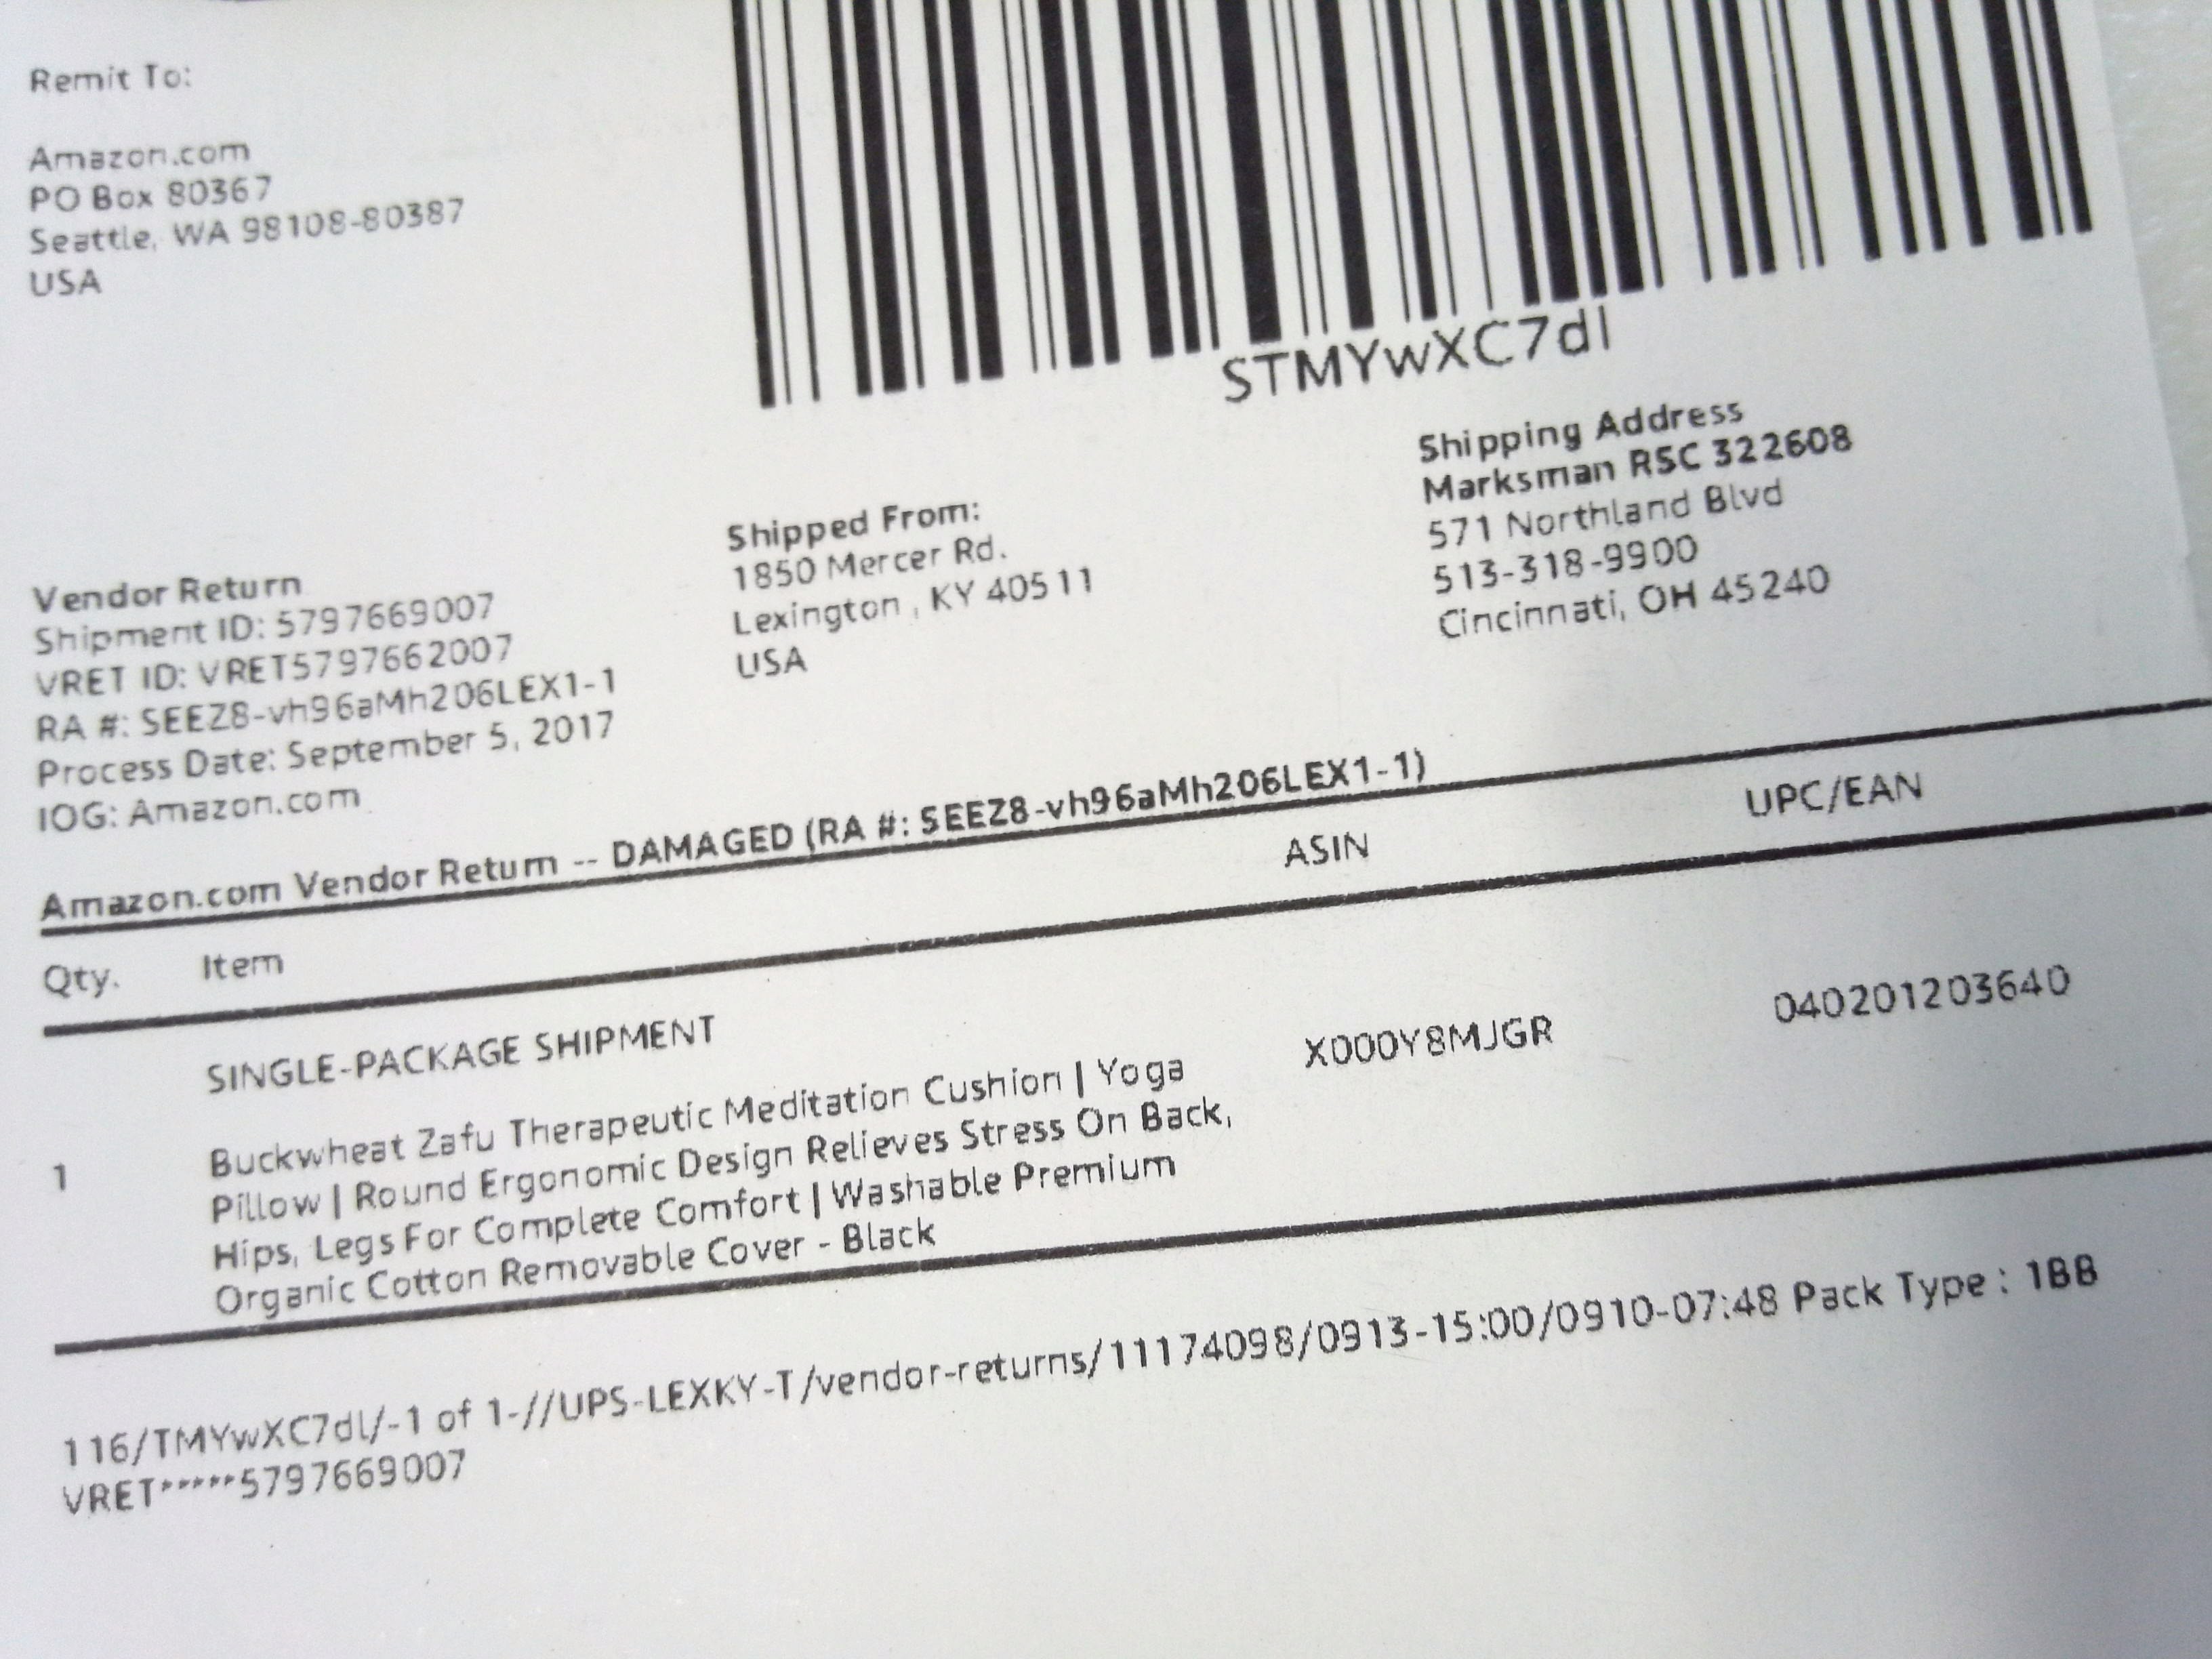 Remit To:
Amazon.com
PO Box 80367
Seattle, WA 98108-80387
USA
STMYwXC7dl
Shipping Address
Marksman RSC 322608
571 Northland Blvd
513-318-9900
Cincinnati, OH 45240
Shipped From:
1850 Mercer Rd.
Lexington , KY 40511
USA
Vendor Return
Shipment ID: 5797669007
VRET ID: VRET5797662007
RA #: SEEZ8-vh96aMh206LEX1-1
Process Date: September 5, 2017
IOG: Amazon.com
Amazon.com Vendor Return -- DAMAGED (RA #: SEEZ8-vh96aMh206LEX1-1)
Qty. Item ASIN UPC/EAN
SINGLE-PACKAGE SHIPMENT
1 Buckwheat Zafu Therapeutic Meditation Cushion | Yoga X000Y8MJGR 040201203640
Pillow | Round Ergonomic Design Relieves Stress On Back,
Hips, Legs For Complete Comfort | Washable Premium
Organic Cotton Removable Cover - Black
116/TMYwXC7dl/-1 of 1-//UPS-LEXKY-T/vendor-returns/11174098/0913-15:00/0910-07:48 Pack Type : 1BB
VRET*****5797669007